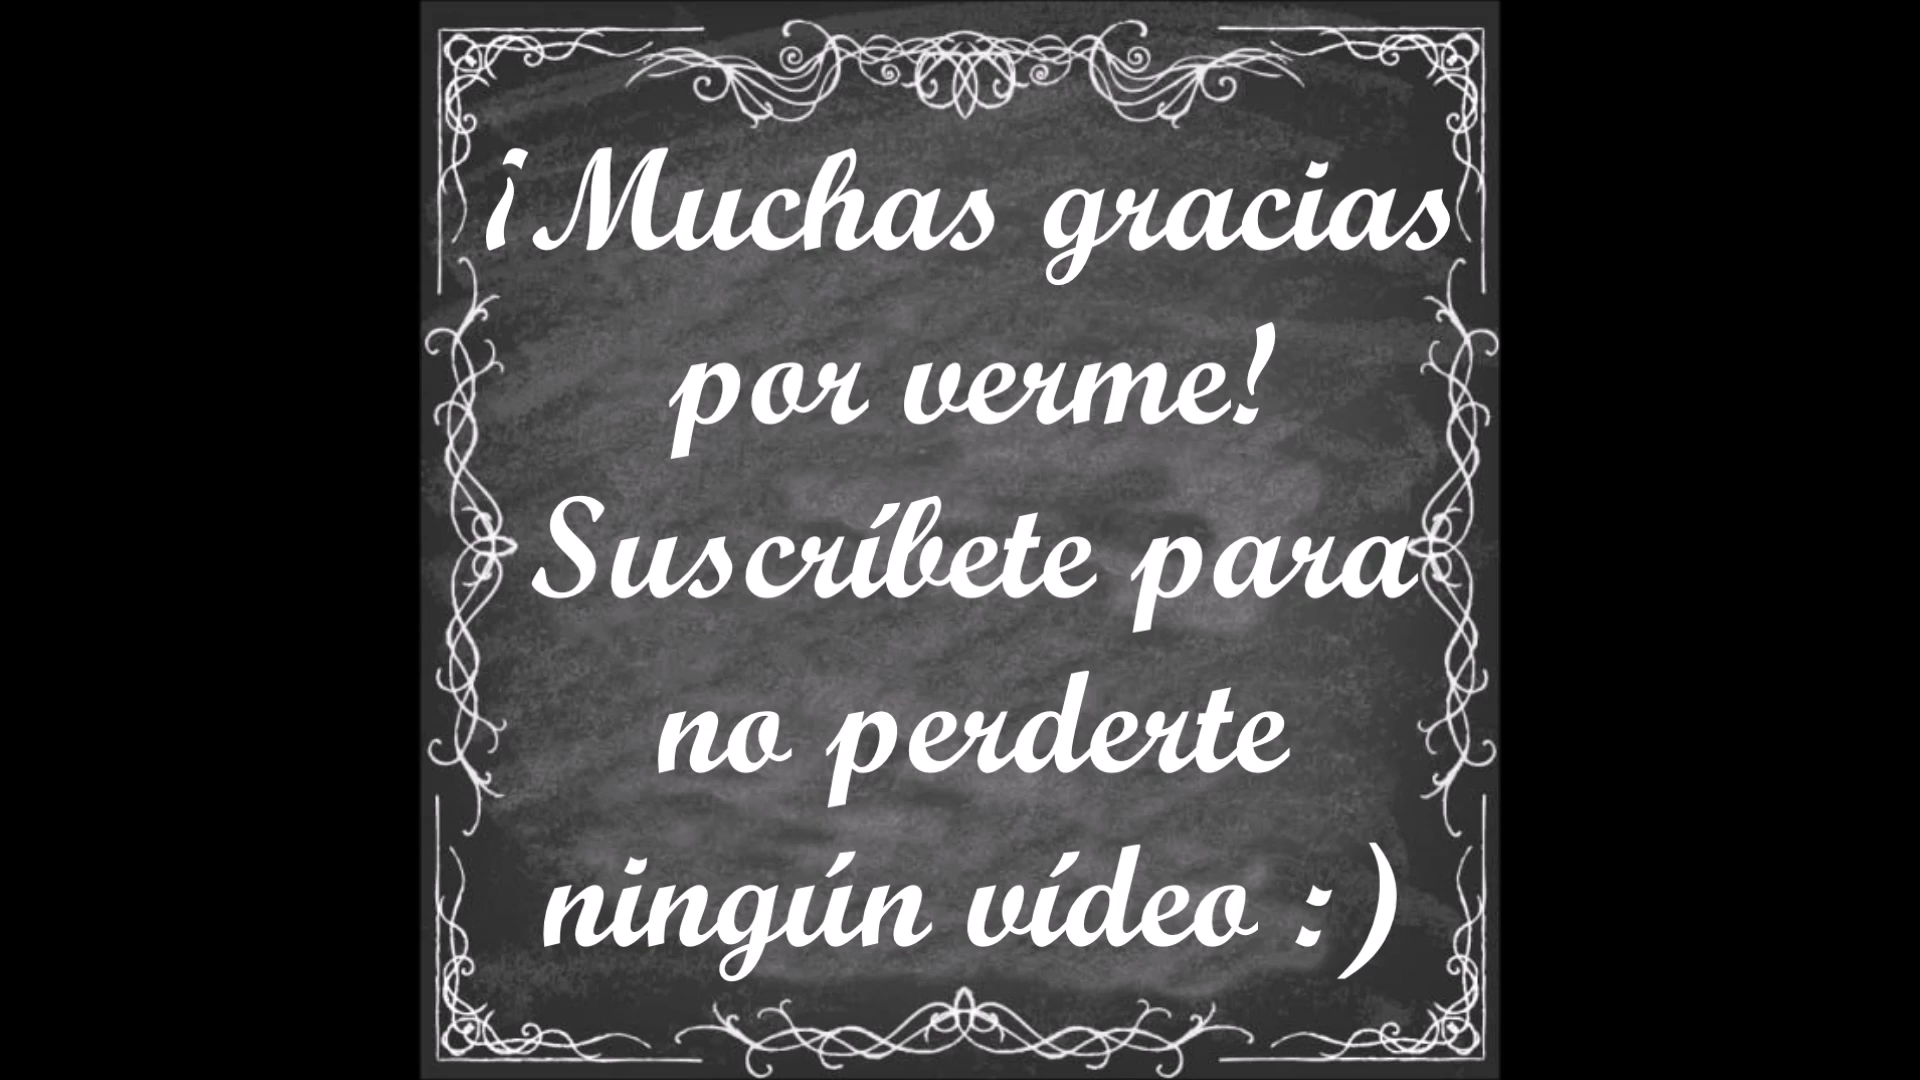 ¡Muchas gracias
por verme!
Suscríbete para
no perderte
ningún vídeo :)